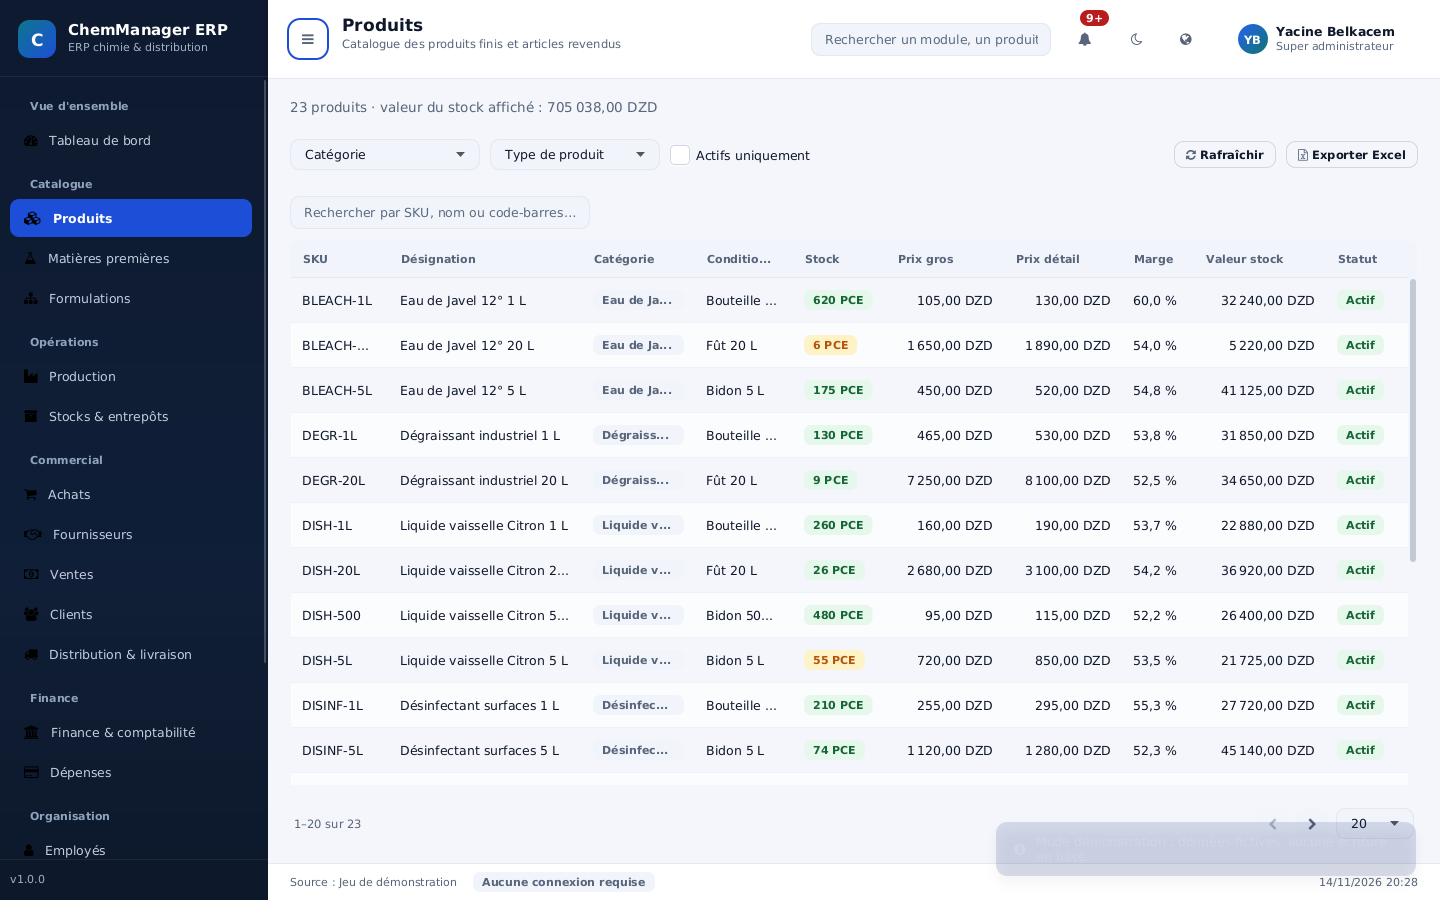 C
ChemManager ERP
ERP chimie & distribution
Vue d'ensemble
Tableau de bord
Catalogue
Produits
Matières premières
Formulations
Opérations
Production
Stocks & entrepôts
Commercial
Achats
Fournisseurs
Ventes
Clients
Distribution & livraison
Finance
Finance & comptabilité
Dépenses
Organisation
Employés
v1.0.0
Produits
Catalogue des produits finis et articles revendus
Rechercher un module, un produit
9+
YB
Yacine Belkacem
Super administrateur
23 produits · valeur du stock affiché : 705 038,00 DZD
Catégorie
Type de produit
Actifs uniquement
Rafraîchir
Exporter Excel
Rechercher par SKU, nom ou code-barres…
SKU Désignation Catégorie Conditio... Stock Prix gros Prix détail Marge Valeur stock Statut
BLEACH-1L Eau de Javel 12° 1 L Eau de Ja... Bouteille ... 620 PCE 105,00 DZD 130,00 DZD 60,0 % 32 240,00 DZD Actif
BLEACH-... Eau de Javel 12° 20 L Eau de Ja... Fût 20 L 6 PCE 1 650,00 DZD 1 890,00 DZD 54,0 % 5 220,00 DZD Actif
BLEACH-5L Eau de Javel 12° 5 L Eau de Ja... Bidon 5 L 175 PCE 450,00 DZD 520,00 DZD 54,8 % 41 125,00 DZD Actif
DEGR-1L Dégraissant industriel 1 L Dégraiss... Bouteille ... 130 PCE 465,00 DZD 530,00 DZD 53,8 % 31 850,00 DZD Actif
DEGR-20L Dégraissant industriel 20 L Dégraiss... Fût 20 L 9 PCE 7 250,00 DZD 8 100,00 DZD 52,5 % 34 650,00 DZD Actif
DISH-1L Liquide vaisselle Citron 1 L Liquide v... Bouteille ... 260 PCE 160,00 DZD 190,00 DZD 53,7 % 22 880,00 DZD Actif
DISH-20L Liquide vaisselle Citron 2... Liquide v... Fût 20 L 26 PCE 2 680,00 DZD 3 100,00 DZD 54,2 % 36 920,00 DZD Actif
DISH-500 Liquide vaisselle Citron 5... Liquide v... Bidon 50... 480 PCE 95,00 DZD 115,00 DZD 52,2 % 26 400,00 DZD Actif
DISH-5L Liquide vaisselle Citron 5 L Liquide v... Bidon 5 L 55 PCE 720,00 DZD 850,00 DZD 53,5 % 21 725,00 DZD Actif
DISINF-1L Désinfectant surfaces 1 L Désinfec... Bouteille ... 210 PCE 255,00 DZD 295,00 DZD 55,3 % 27 720,00 DZD Actif
DISINF-5L Désinfectant surfaces 5 L Désinfec... Bidon 5 L 74 PCE 1 120,00 DZD 1 280,00 DZD 52,3 % 45 140,00 DZD Actif
1–20 sur 23
20
Mode démonstration : données fictives, aucune écriture
en base.
Source : Jeu de démonstration
Aucune connexion requise
14/11/2026 20:28